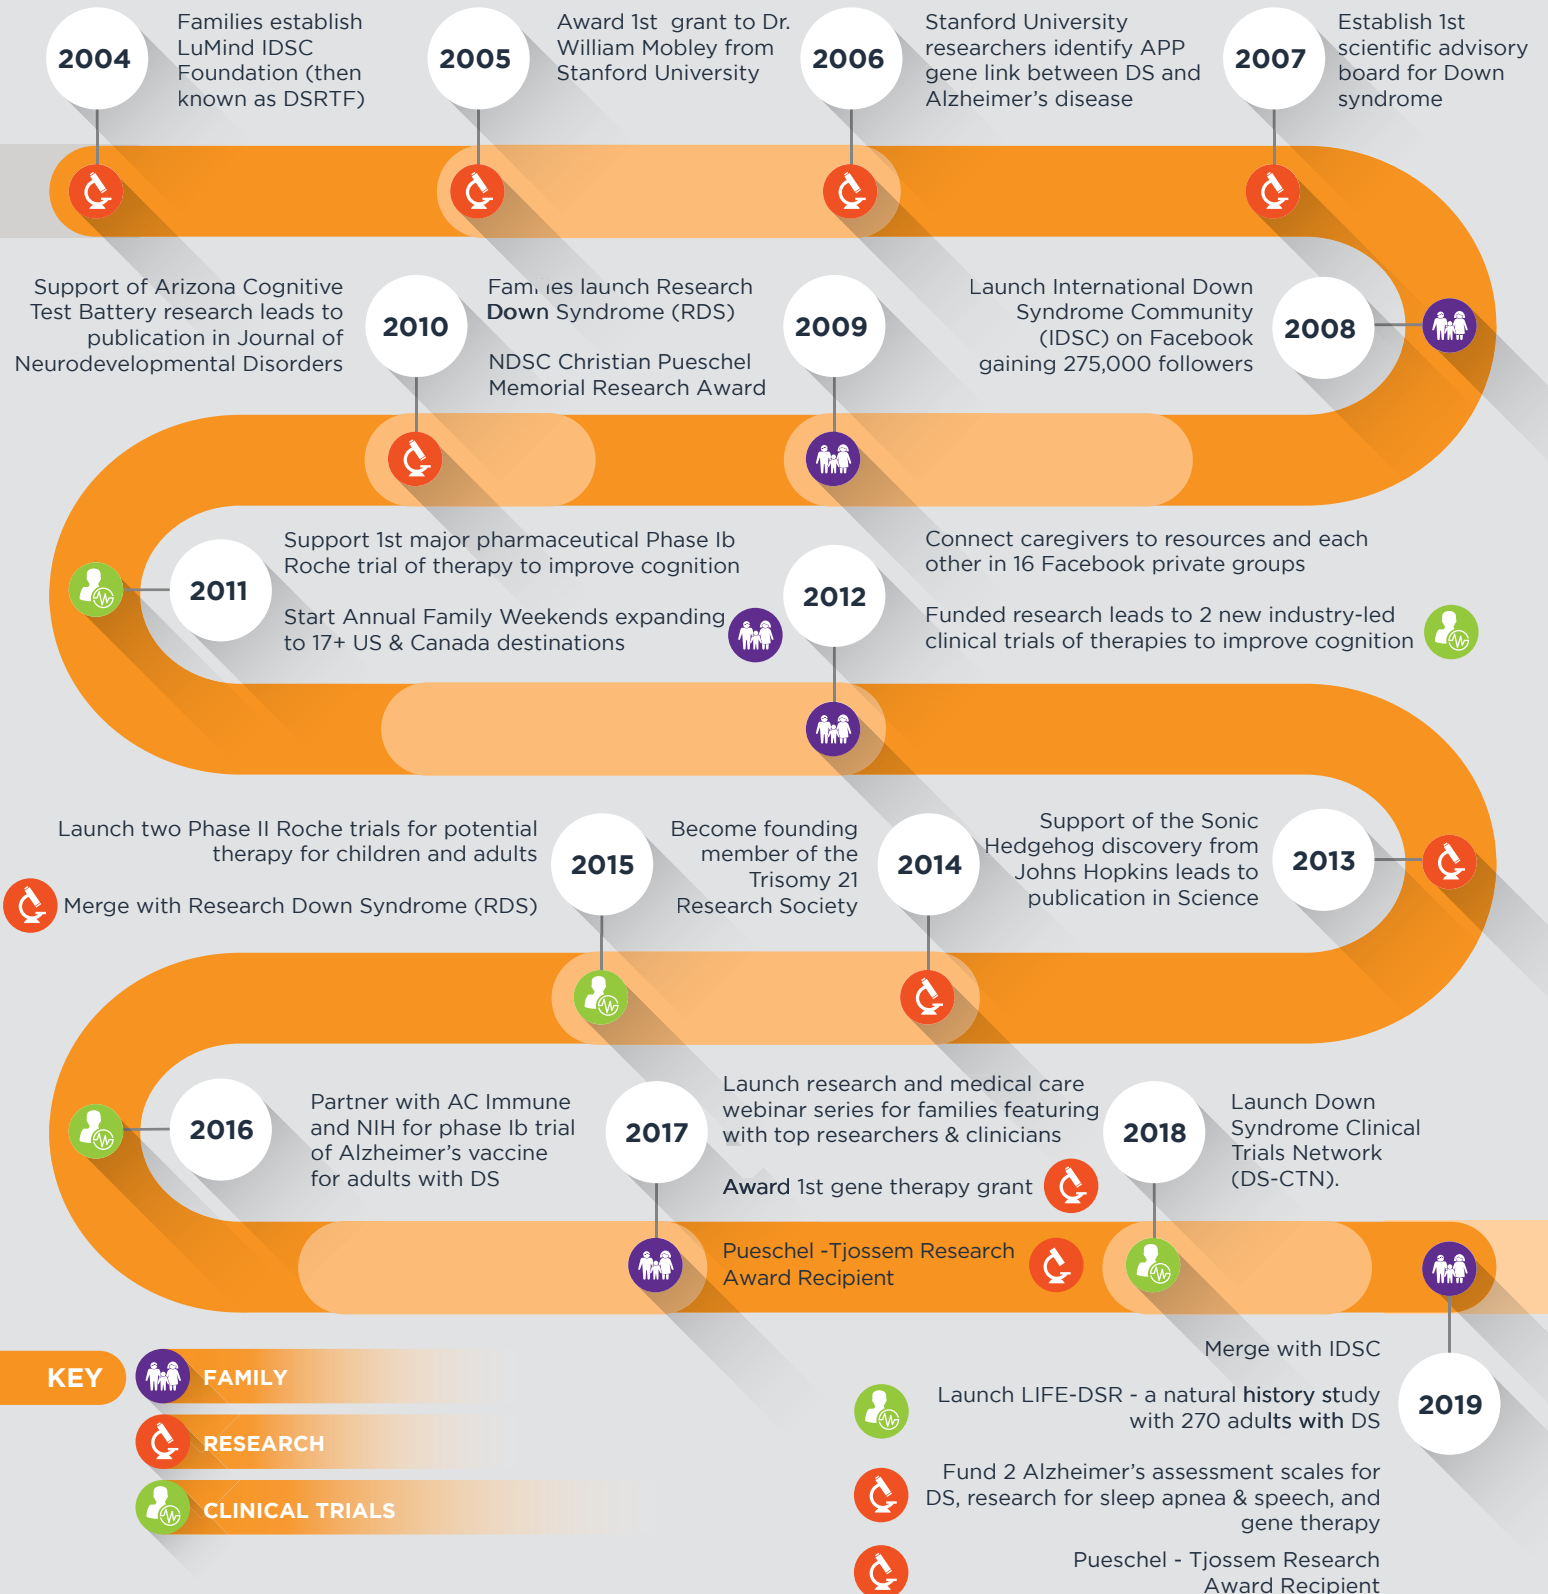 2004
Families establish
LuMind IDSC
Foundation (then
known as DSRTF)
2005
Award 1st grant to Dr.
William Mobley from
Stanford University
2006
Stanford University
researchers identify APP
gene link between DS and
Alzheimer's disease
2007
Establish 1st
scientific advisory
board for Down
syndrome
Support of Arizona Cognitive
Test Battery research leads to
publication in Journal of
Neurodevelopmental Disorders
2010
Families launch Research
Down Syndrome (RDS)
NDSC Christian Pueschel
Memorial Research Award
2009
Launch International Down
Syndrome Community
(IDSC) on Facebook
gaining 275,000 followers
2008
2011
Support 1st major pharmaceutical Phase Ib
Roche trial of therapy to improve cognition
Start Annual Family Weekends expanding
to 17+ US & Canada destinations
2012
Connect caregivers to resources and each
other in 16 Facebook private groups
Funded research leads to 2 new industry-led
clinical trials of therapies to improve cognition
Launch two Phase II Roche trials for potential
therapy for children and adults
Merge with Research Down Syndrome (RDS)
2015
Become founding
member of the
Trisomy 21
Research Society
2014
Support of the Sonic
Hedgehog discovery from
Johns Hopkins leads to
publication in Science
2013
2016
Partner with AC Immune
and NIH for phase Ib trial
of Alzheimer's vaccine
for adults with DS
2017
Launch research and medical care
webinar series for families featuring
with top researchers & clinicians
Award 1st gene therapy grant
Pueschel -Tjossem Research
Award Recipient
2018
Launch Down
Syndrome Clinical
Trials Network
(DS-CTN).
KEY
FAMILY
RESEARCH
CLINICAL TRIALS
Merge with IDSC
Launch LIFE-DSR - a natural history study
with 270 adults with DS
2019
Fund 2 Alzheimer's assessment scales for
DS, research for sleep apnea & speech, and
gene therapy
Pueschel - Tjossem Research
Award Recipient